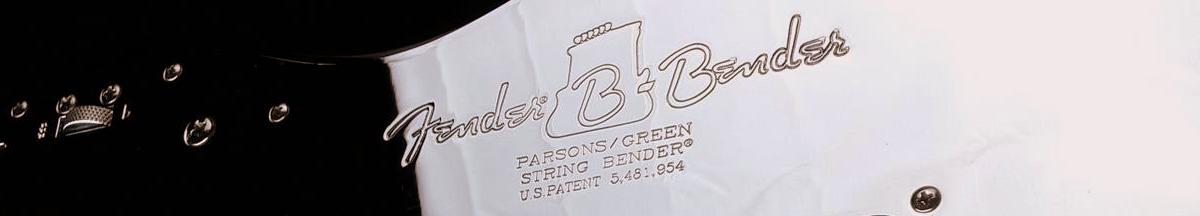 Fender® B-Bender
PARSONS/GREEN
STRING BENDER®
U.S. PATENT 5,481,954